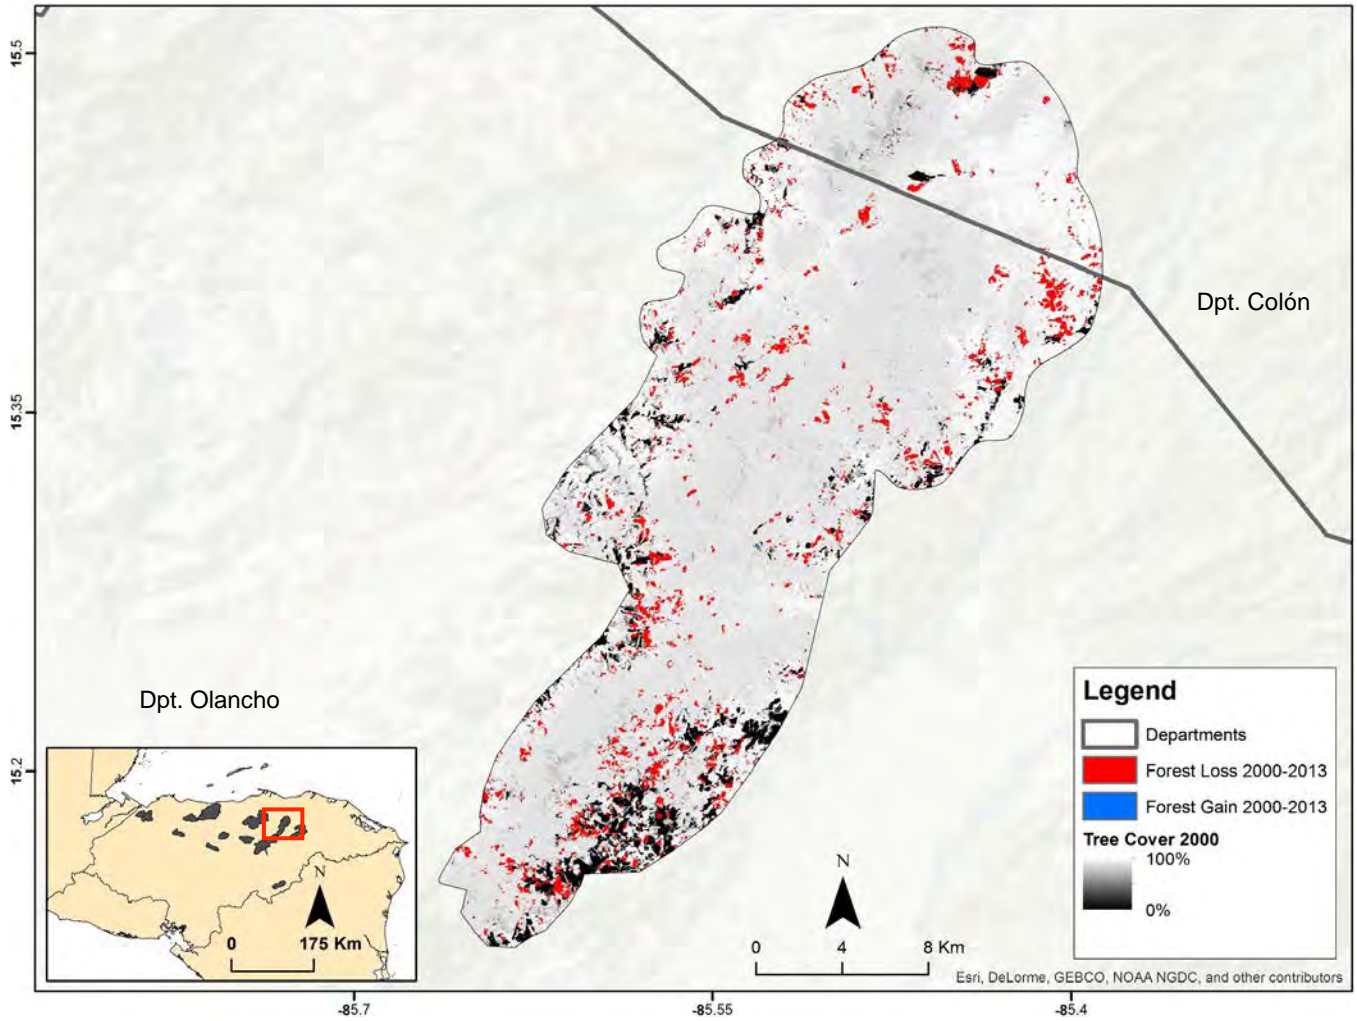 15.5
15.35
15.2
Dpt. Colón
Dpt. Olancho
N
0 175 Km
N
0 4 8 Km
Legend
Departments
Forest Loss 2000-2013
Forest Gain 2000-2013
Tree Cover 2000
100%
0%
Esri, DeLorme, GEBCO, NOAA NGDC, and other contributors
-85.7 -85.55 -85.4